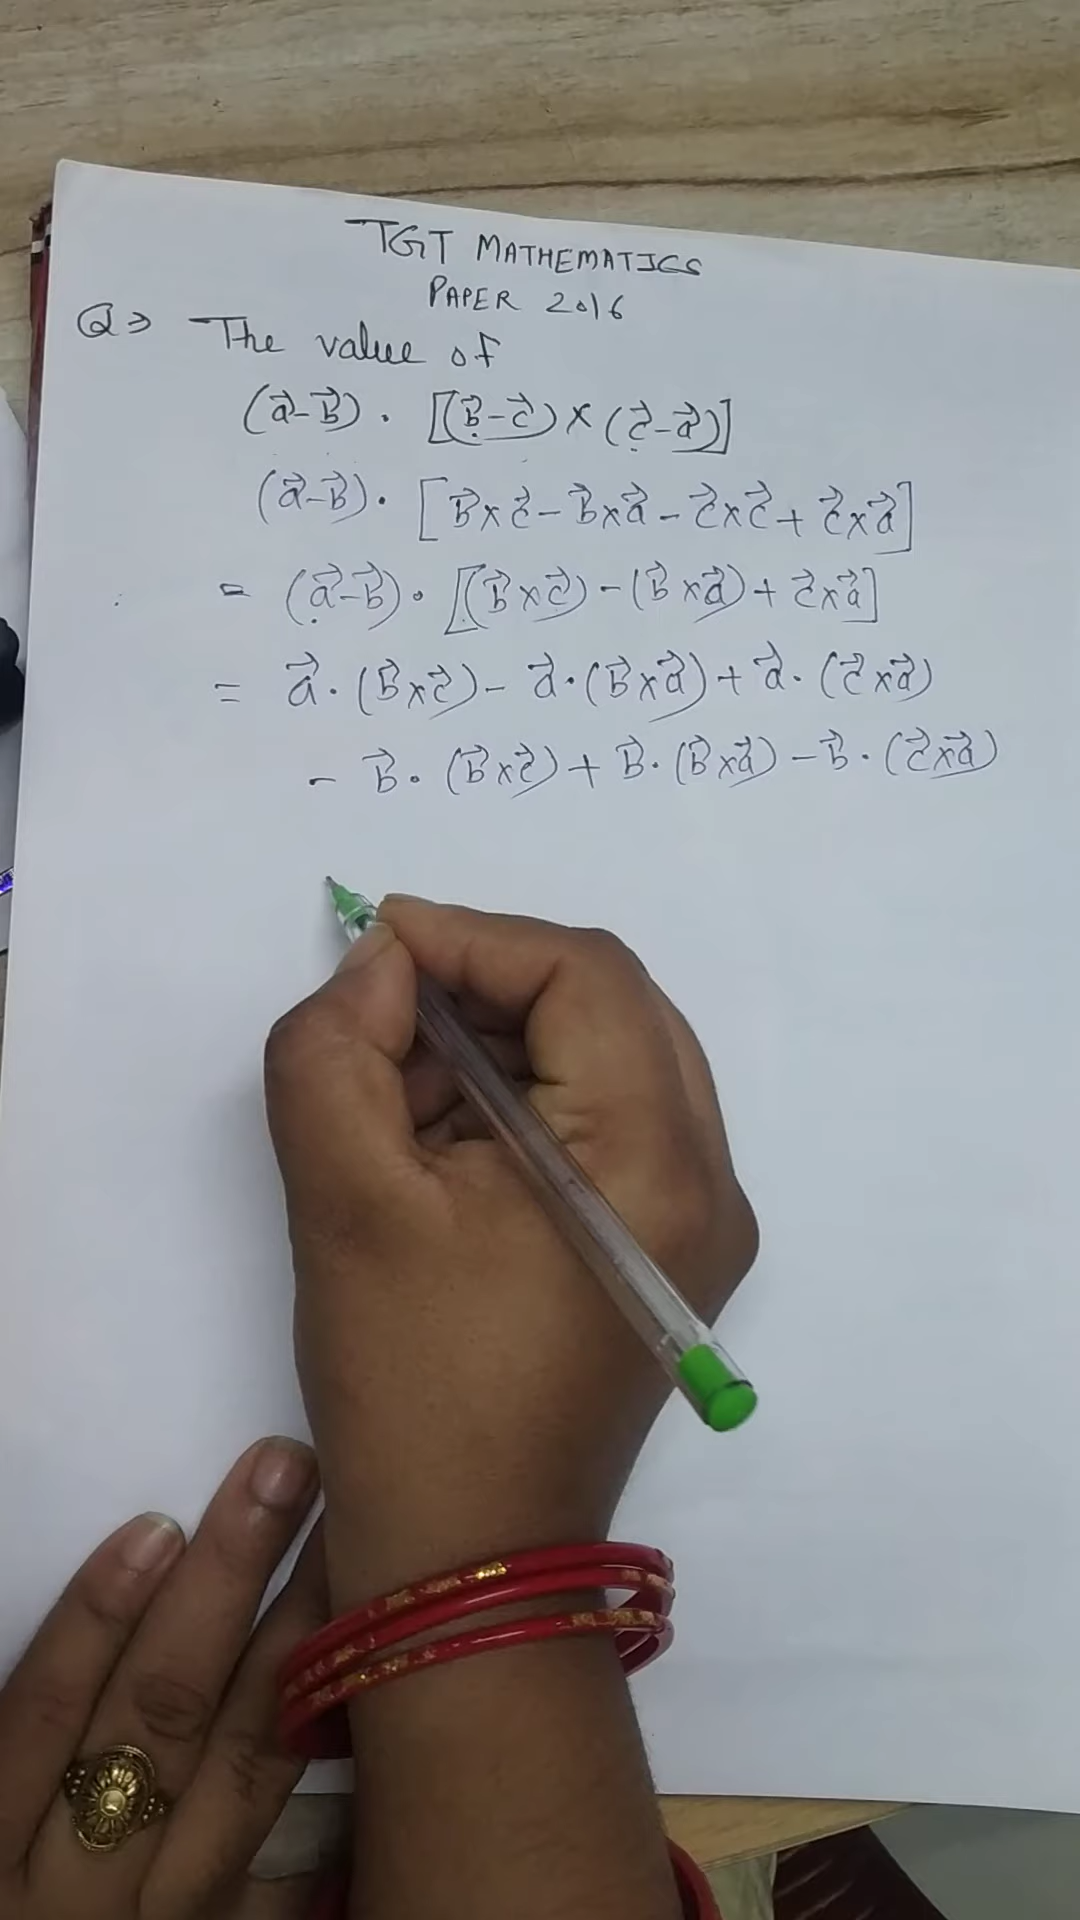 TGT MATHEMATICS
PAPER 2016
Q⇒ The value of
(a⃗-b⃗) . [(b⃗-c⃗)×(c⃗-a⃗)]
(a⃗-b⃗) . [b⃗×c⃗-b⃗×a⃗-c⃗×c⃗+c⃗×a⃗]
= (a⃗-b⃗) . [(b⃗×c⃗)-(b⃗×a⃗)+c⃗×a⃗]
= a⃗.(b⃗×c⃗)-a⃗.(b⃗×a⃗)+a⃗.(c⃗×a⃗)
- b⃗.(b⃗×c⃗)+b⃗.(b⃗×a⃗)-b⃗.(c⃗×a⃗)